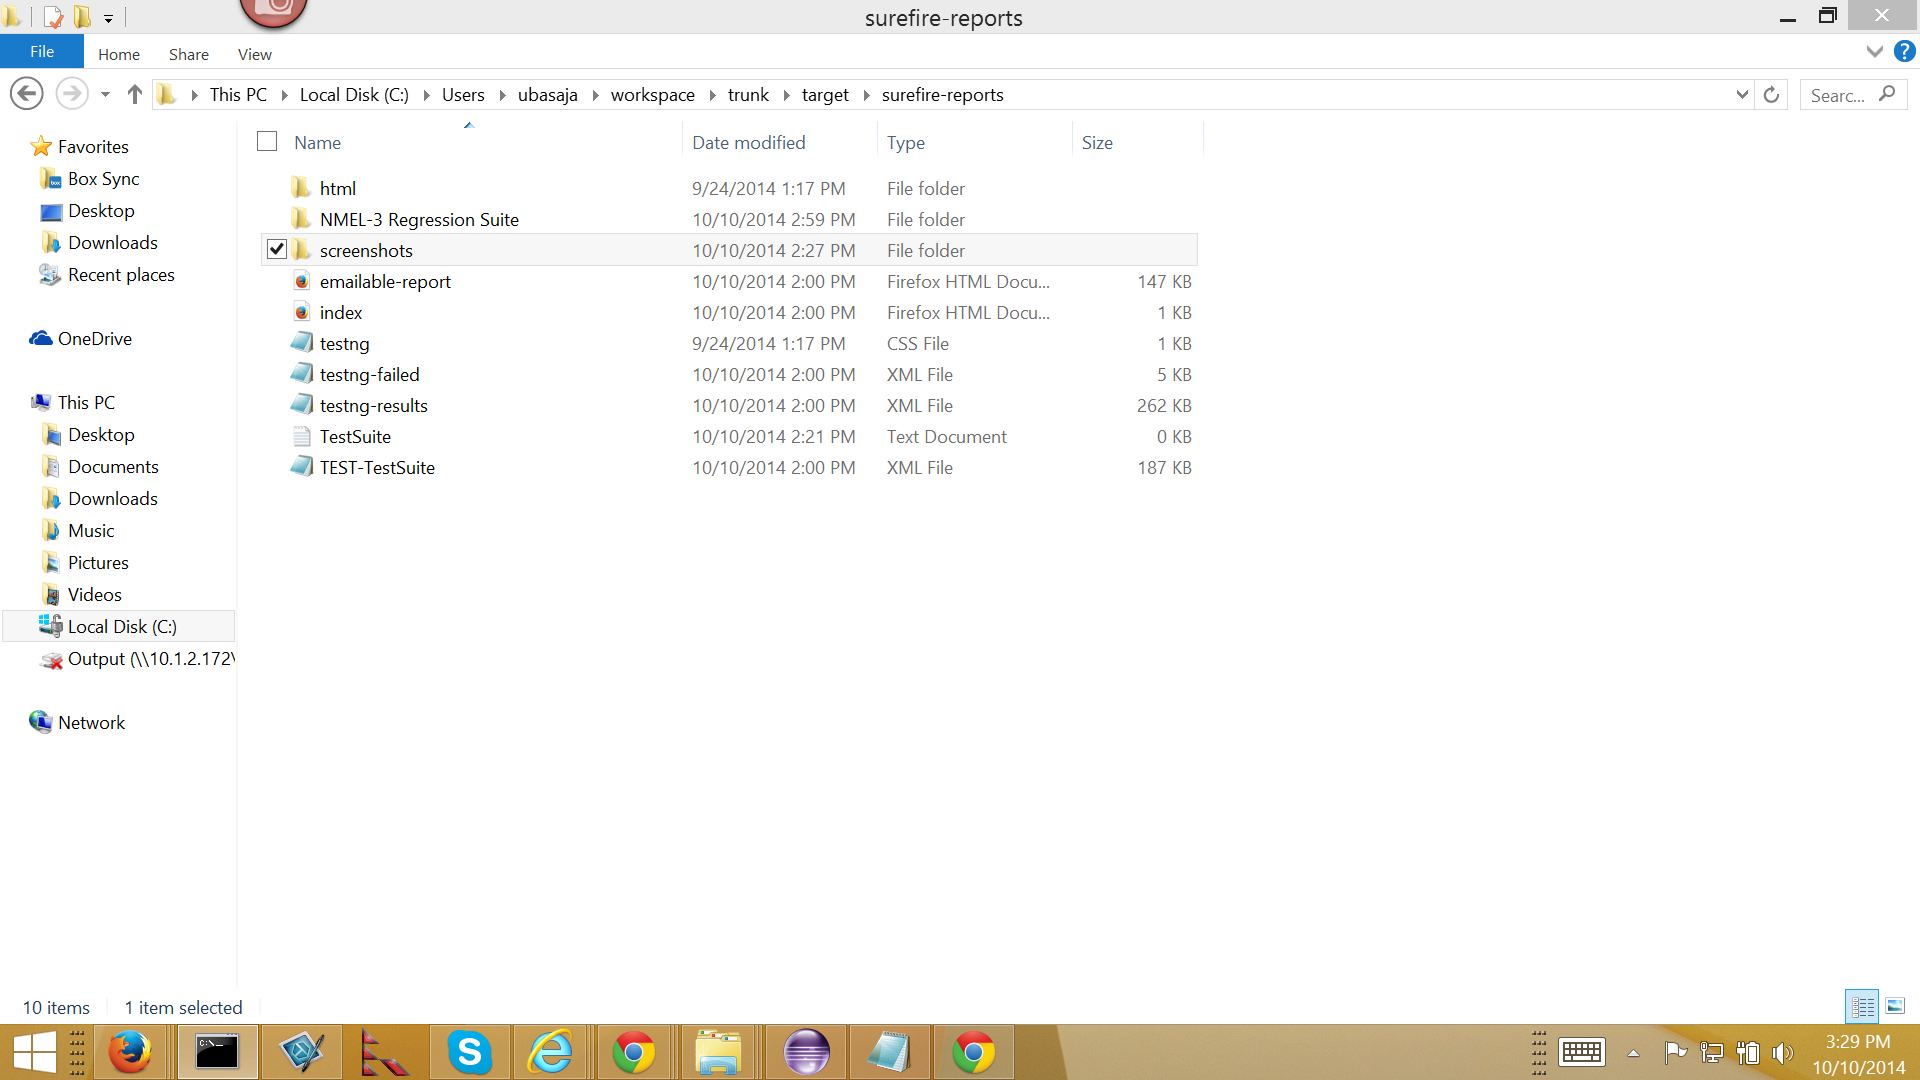 surefire-reports
File Home Share View
This PC Local Disk (C:) Users ubasaja workspace trunk target surefire-reports Searc...
Favorites
Box Sync
Desktop
Downloads
Recent places
OneDrive
This PC
Desktop
Documents
Downloads
Music
Pictures
Videos
Local Disk (C:)
Output (\\10.1.2.172\
Network
Name Date modified Type Size
html 9/24/2014 1:17 PM File folder
NMEL-3 Regression Suite 10/10/2014 2:59 PM File folder
screenshots 10/10/2014 2:27 PM File folder
emailable-report 10/10/2014 2:00 PM Firefox HTML Docu... 147 KB
index 10/10/2014 2:00 PM Firefox HTML Docu... 1 KB
testng 9/24/2014 1:17 PM CSS File 1 KB
testng-failed 10/10/2014 2:00 PM XML File 5 KB
testng-results 10/10/2014 2:00 PM XML File 262 KB
TestSuite 10/10/2014 2:21 PM Text Document 0 KB
TEST-TestSuite 10/10/2014 2:00 PM XML File 187 KB
10 items 1 item selected
3:29 PM
10/10/2014